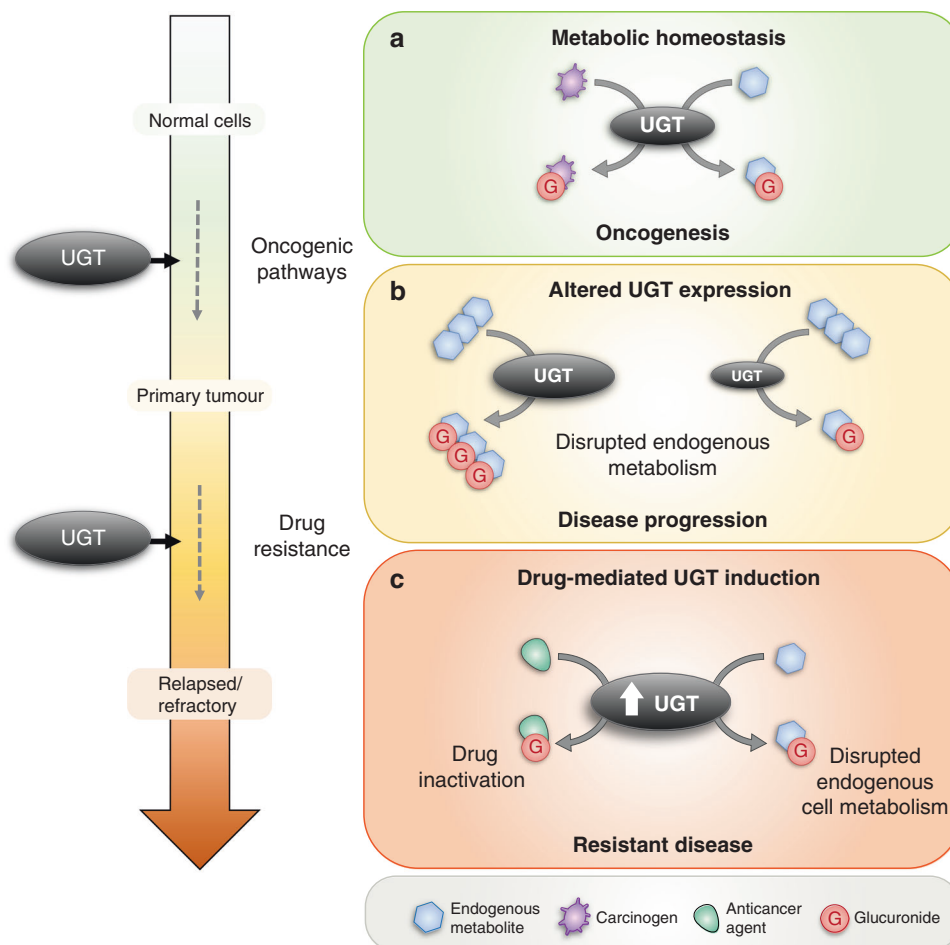 Normal cells
UGT
Oncogenic
pathways
Primary tumour
UGT
Drug
resistance
Relapsed/
refractory
a
Metabolic homeostasis
UGT
G
G
Oncogenesis
b
Altered UGT expression
UGT
UGT
G
G
G
G
Disrupted endogenous
metabolism
Disease progression
c
Drug-mediated UGT induction
UGT
G
G
Drug
inactivation
Disrupted
endogenous
cell metabolism
Resistant disease
Endogenous
metabolite
Carcinogen
Anticancer
agent
G
Glucuronide